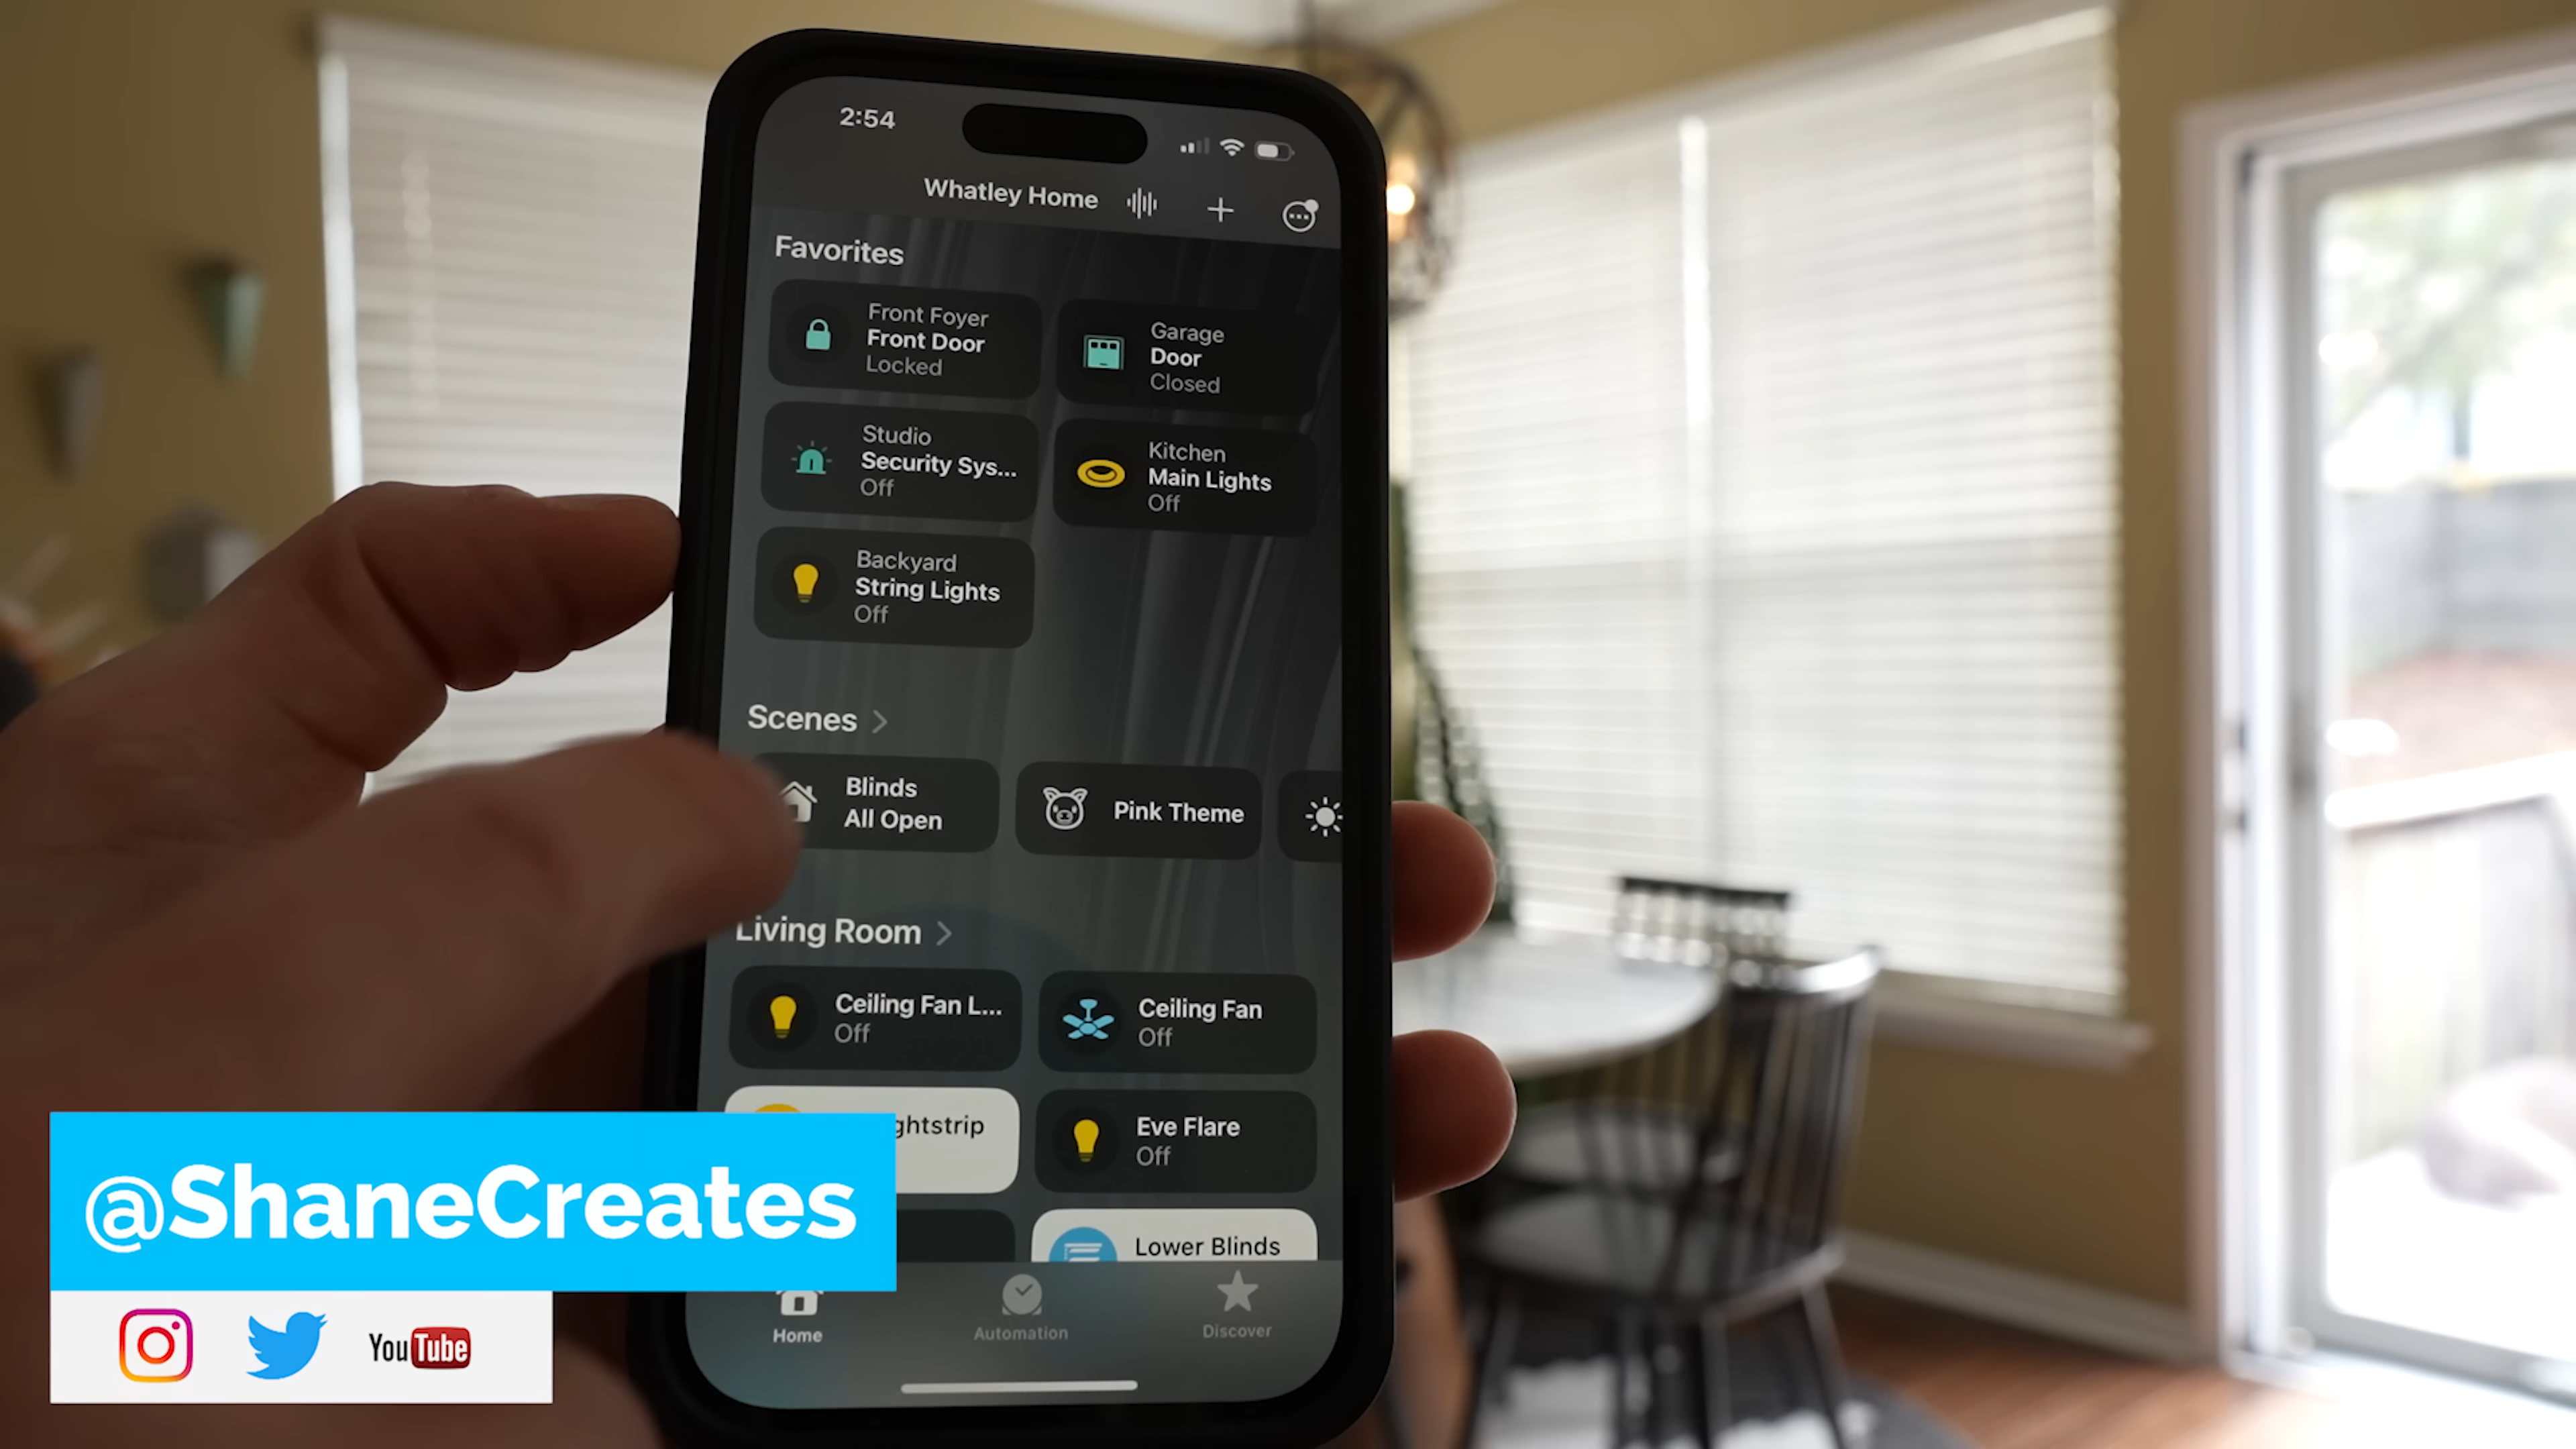 2:54
Whatley Home
Favorites
Front Foyer
Front Door
Locked
Garage
Door
Closed
Studio
Security Sys...
Off
Kitchen
Main Lights
Off
Backyard
String Lights
Off
Scenes
Blinds
All Open
Pink Theme
Living Room
Ceiling Fan L...
Off
Ceiling Fan
Off
ghtstrip
Eve Flare
Off
Lower Blinds
Home
Automation
Discover
@ShaneCreates
YouTube